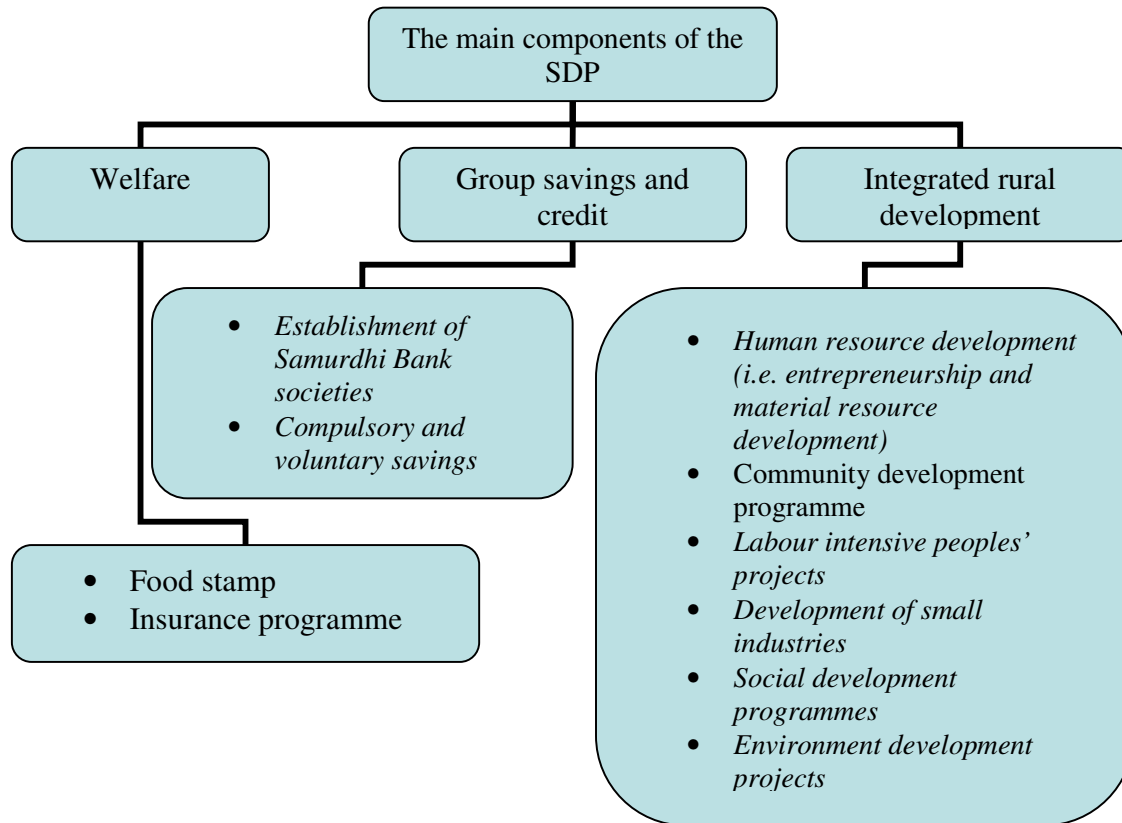 The main components of the
SDP
Welfare
Group savings and
credit
Integrated rural
development
• Establishment of
Samurdhi Bank
societies
• Compulsory and
voluntary savings
• Food stamp
• Insurance programme
• Human resource development
(i.e. entrepreneurship and
material resource
development)
• Community development
programme
• Labour intensive peoples’
projects
• Development of small
industries
• Social development
programmes
• Environment development
projects